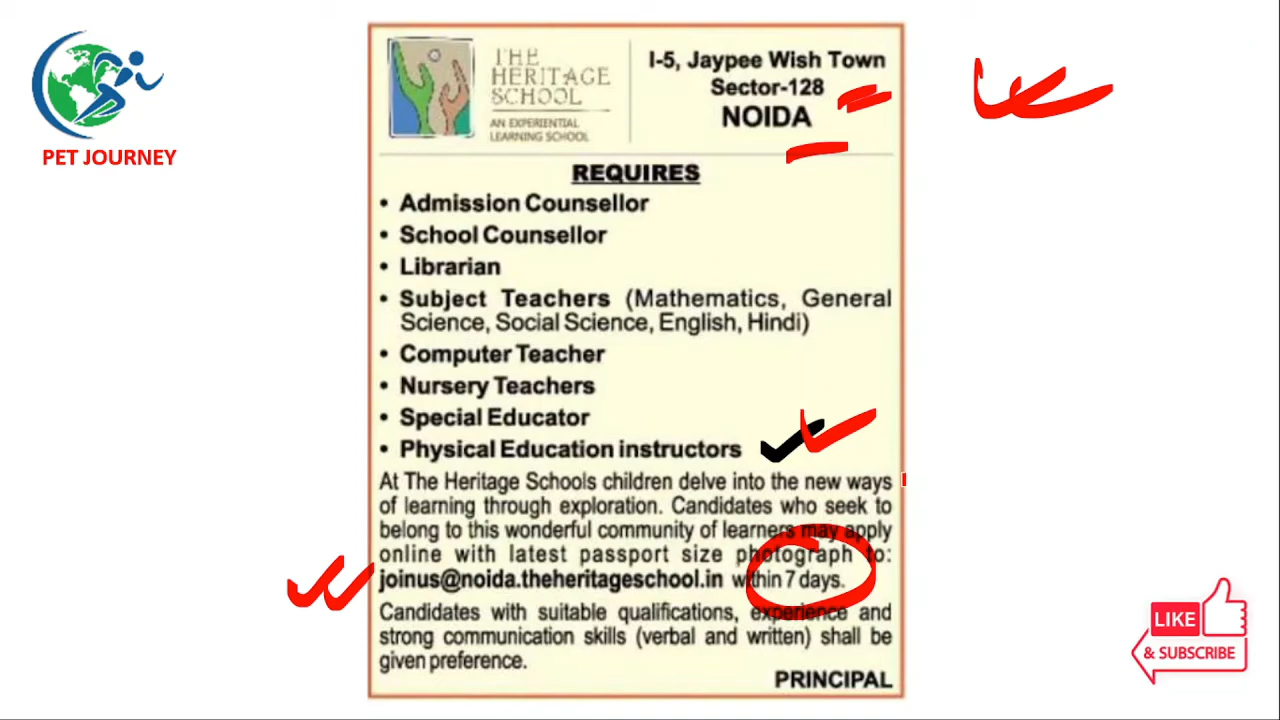 PET JOURNEY
THE
HERITAGE
SCHOOL
AN EXPERIENTIAL
LEARNING SCHOOL
I-5, Jaypee Wish Town
Sector-128
NOIDA
REQUIRES
• Admission Counsellor
• School Counsellor
• Librarian
• Subject Teachers (Mathematics, General
Science, Social Science, English, Hindi)
• Computer Teacher
• Nursery Teachers
• Special Educator
• Physical Education instructors
At The Heritage Schools children delve into the new ways
of learning through exploration. Candidates who seek to
belong to this wonderful community of learners may apply
online with latest passport size photograph to:
joinus@noida.theheritageschool.in within 7 days.
Candidates with suitable qualifications, experience and
strong communication skills (verbal and written) shall be
given preference.
PRINCIPAL
LIKE
& SUBSCRIBE